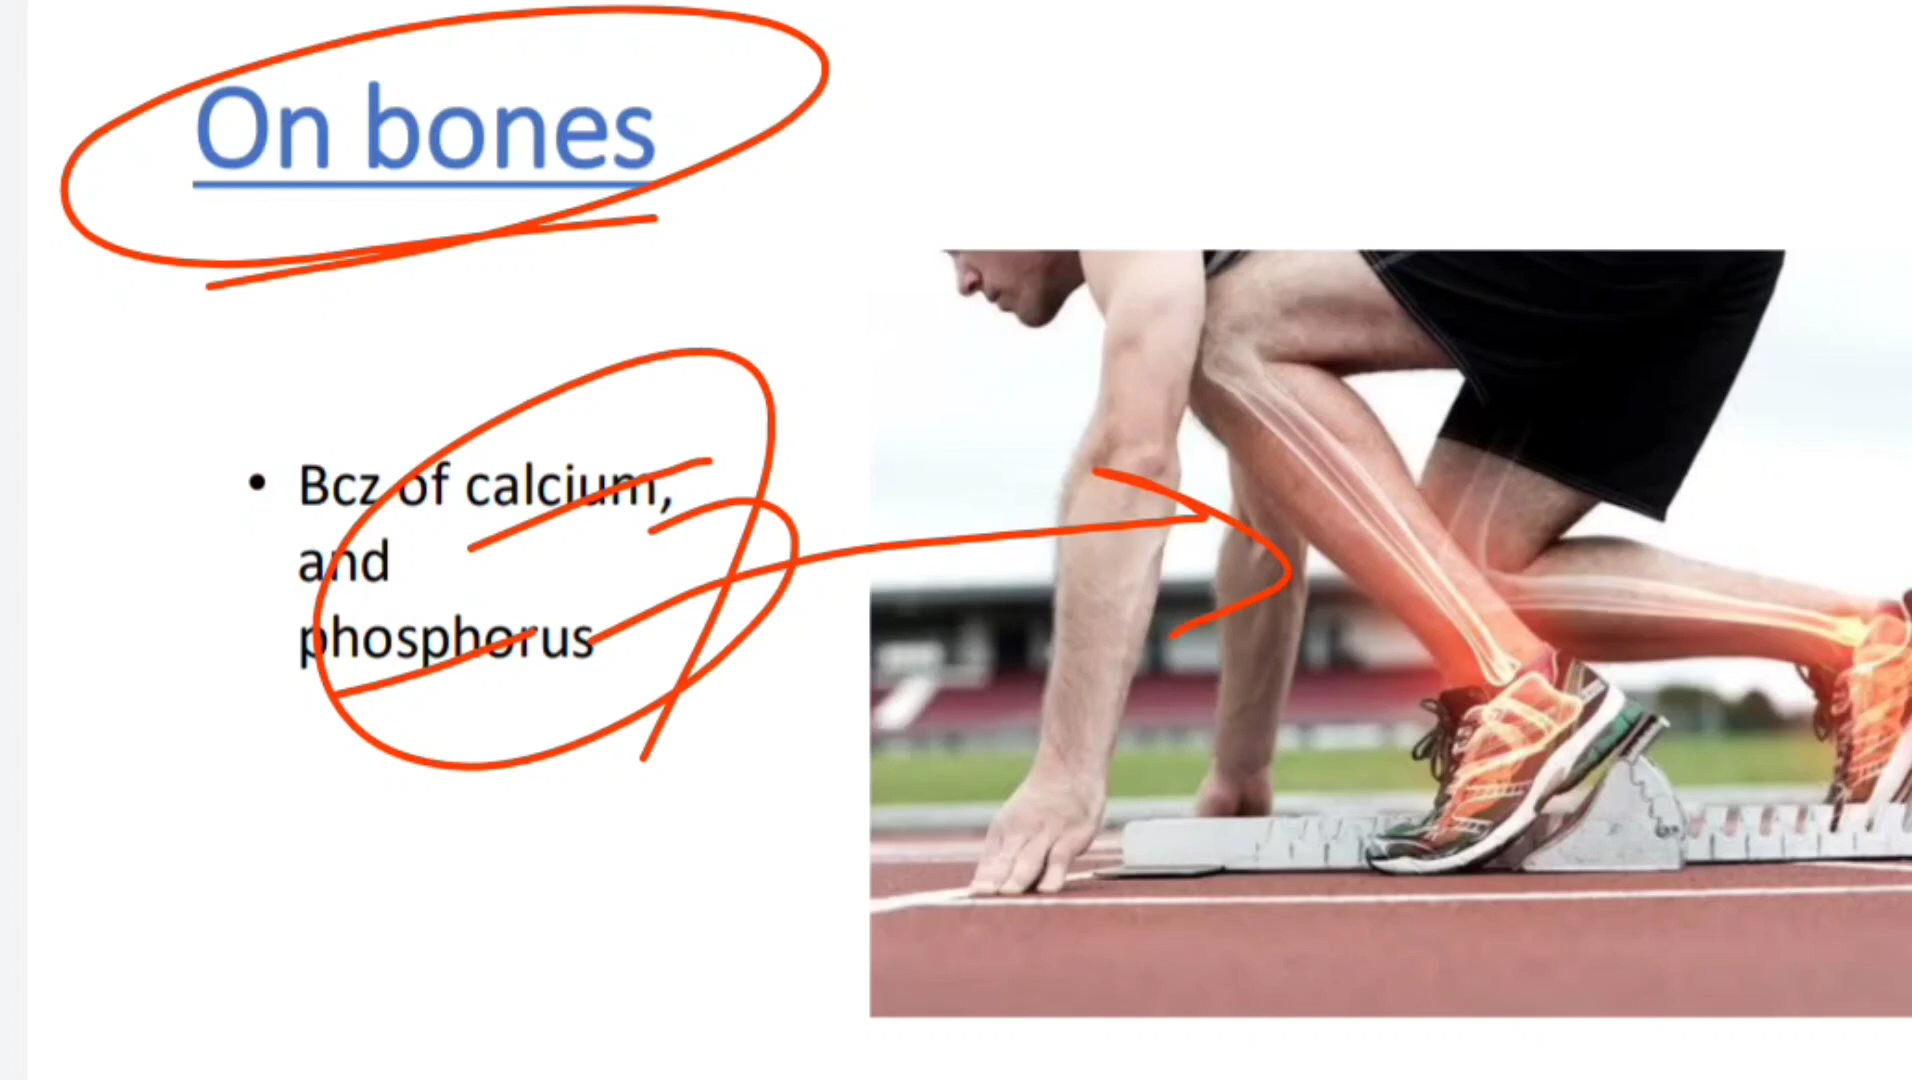 On bones
• Bcz of calcium,
and
phosphorus